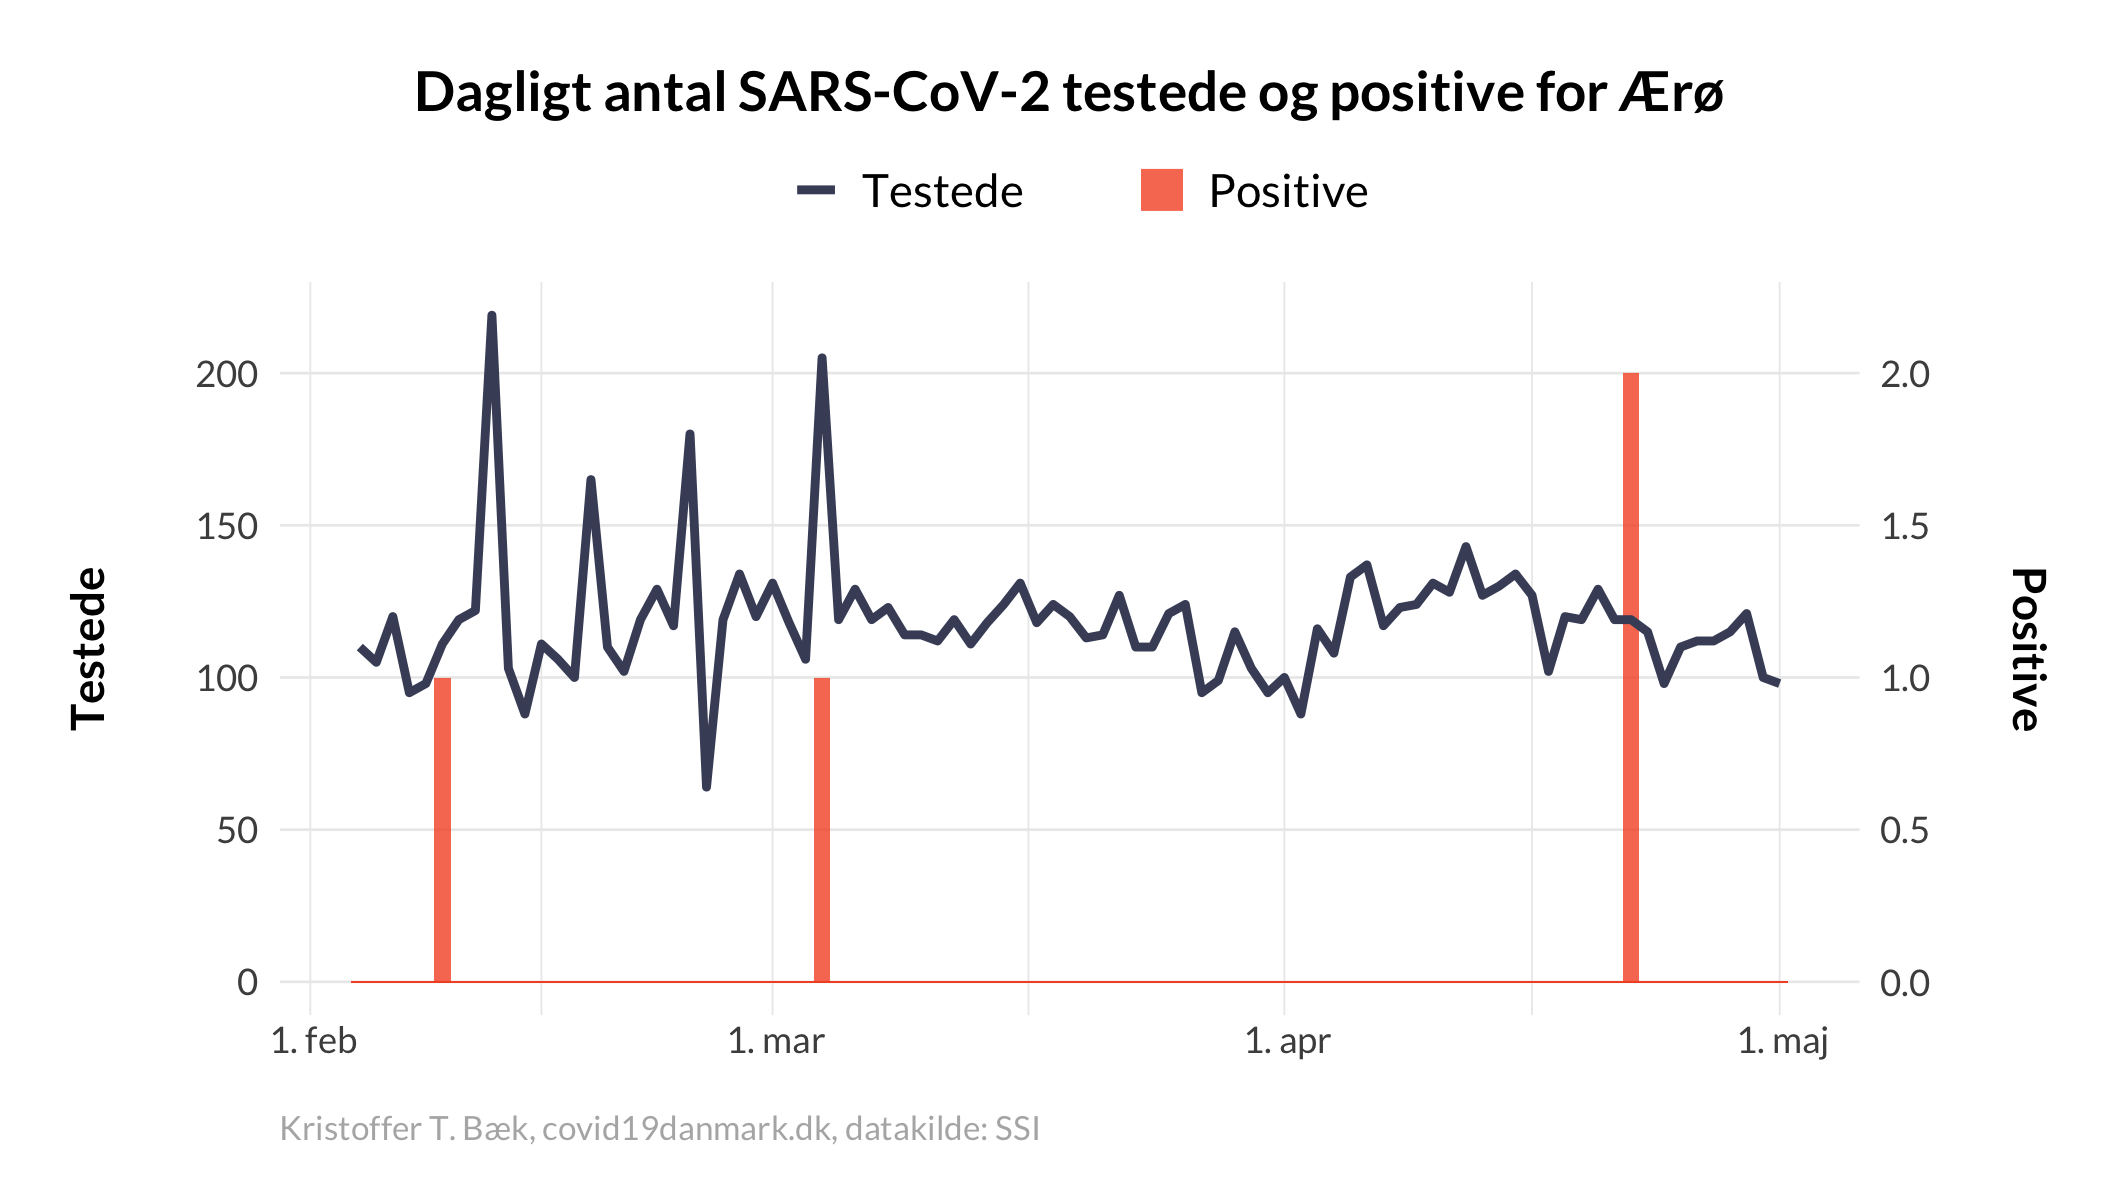 Dagligt antal SARS-CoV-2 testede og positive for Ærø
Testede Positive
200 2.0
150 1.5
100 1.0
50 0.5
0 0.0
Testede
Positive
1. feb 1. mar 1. apr 1. maj
Kristoffer T. Bæk, covid19danmark.dk, datakilde: SSI